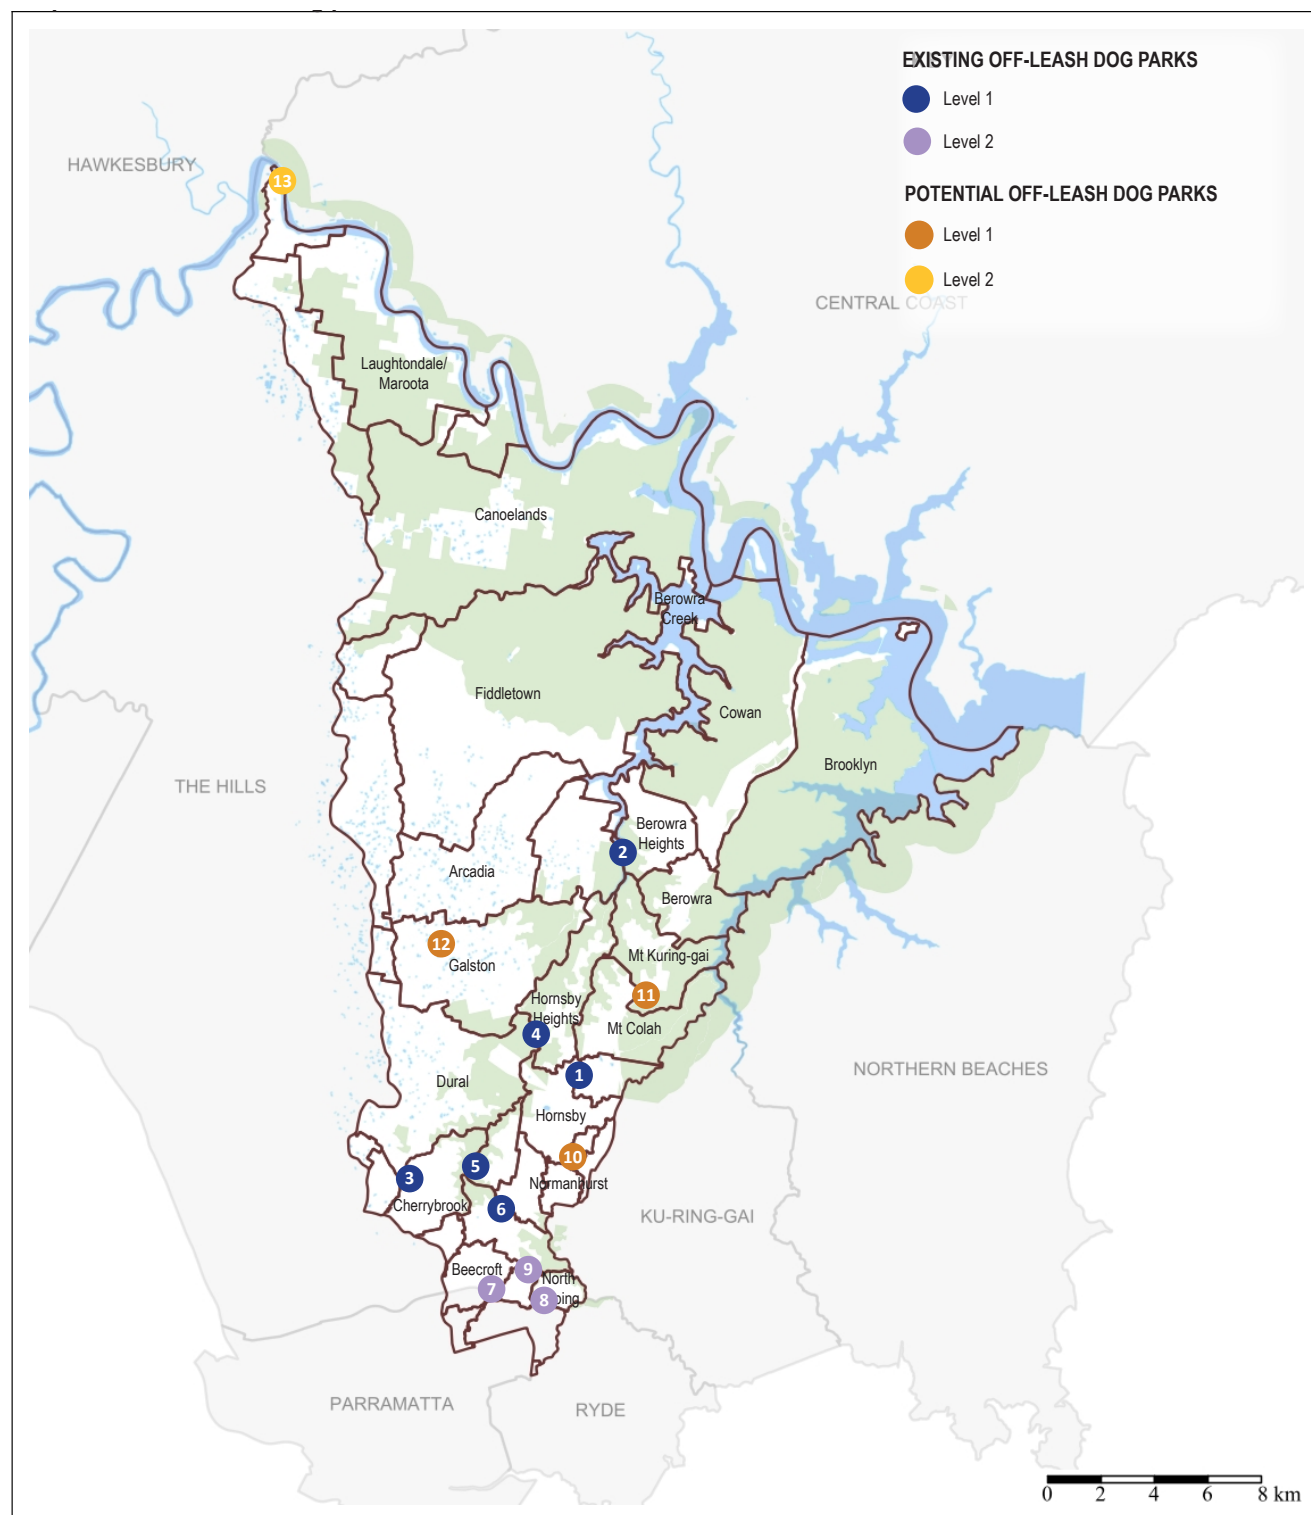 EXISTING OFF-LEASH DOG PARKS
Level 1
Level 2
POTENTIAL OFF-LEASH DOG PARKS
Level 1
Level 2
HAWKESBURY
13
CENTRAL COAST
Laughtondale/
Maroota
Canoelands
Berowra
Creek
Fiddletown
Cowan
Brooklyn
THE HILLS
Berowra
Heights
2
Arcadia
Berowra
12
Galston
Mt Kuring-gai
11
Hornsby
Heights
4
Mt Colah
NORTHERN BEACHES
1
Dural
Hornsby
10
5
3
Normanhurst
Cherrybrook
6
KU-RING-GAI
Beecroft
9
North
7
8
PARRAMATTA
RYDE
0 2 4 6 8 km